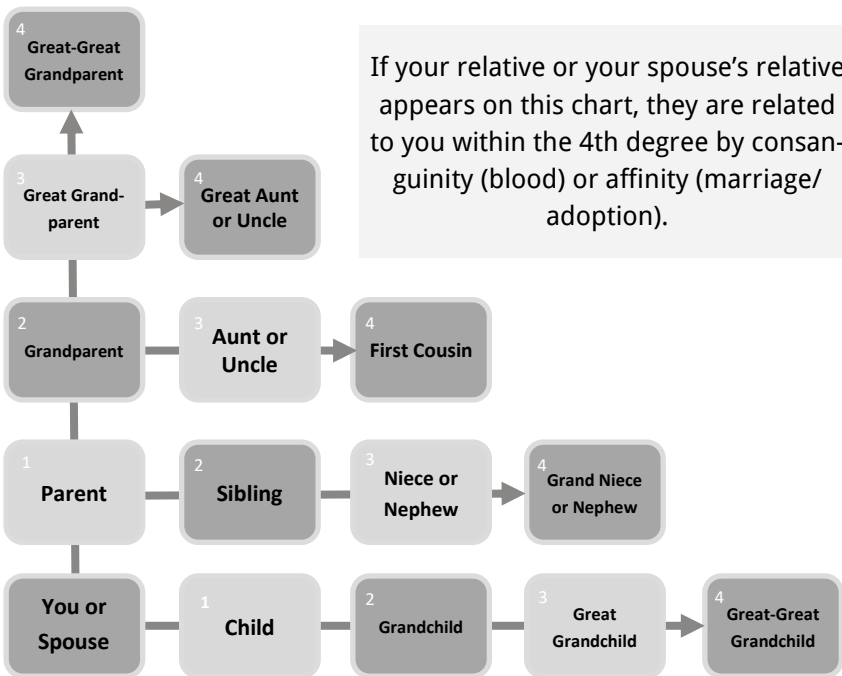 4
Great-Great
Grandparent
If your relative or your spouse's relative
appears on this chart, they are related
to you within the 4th degree by consan-
guinity (blood) or affinity (marriage/
adoption).
3
Great Grand-
parent
4
Great Aunt
or Uncle
2
Grandparent
3
Aunt or
Uncle
4
First Cousin
1
Parent
2
Sibling
3
Niece or
Nephew
4
Grand Niece
or Nephew
You or
Spouse
1
Child
2
Grandchild
3
Great
Grandchild
4
Great-Great
Grandchild